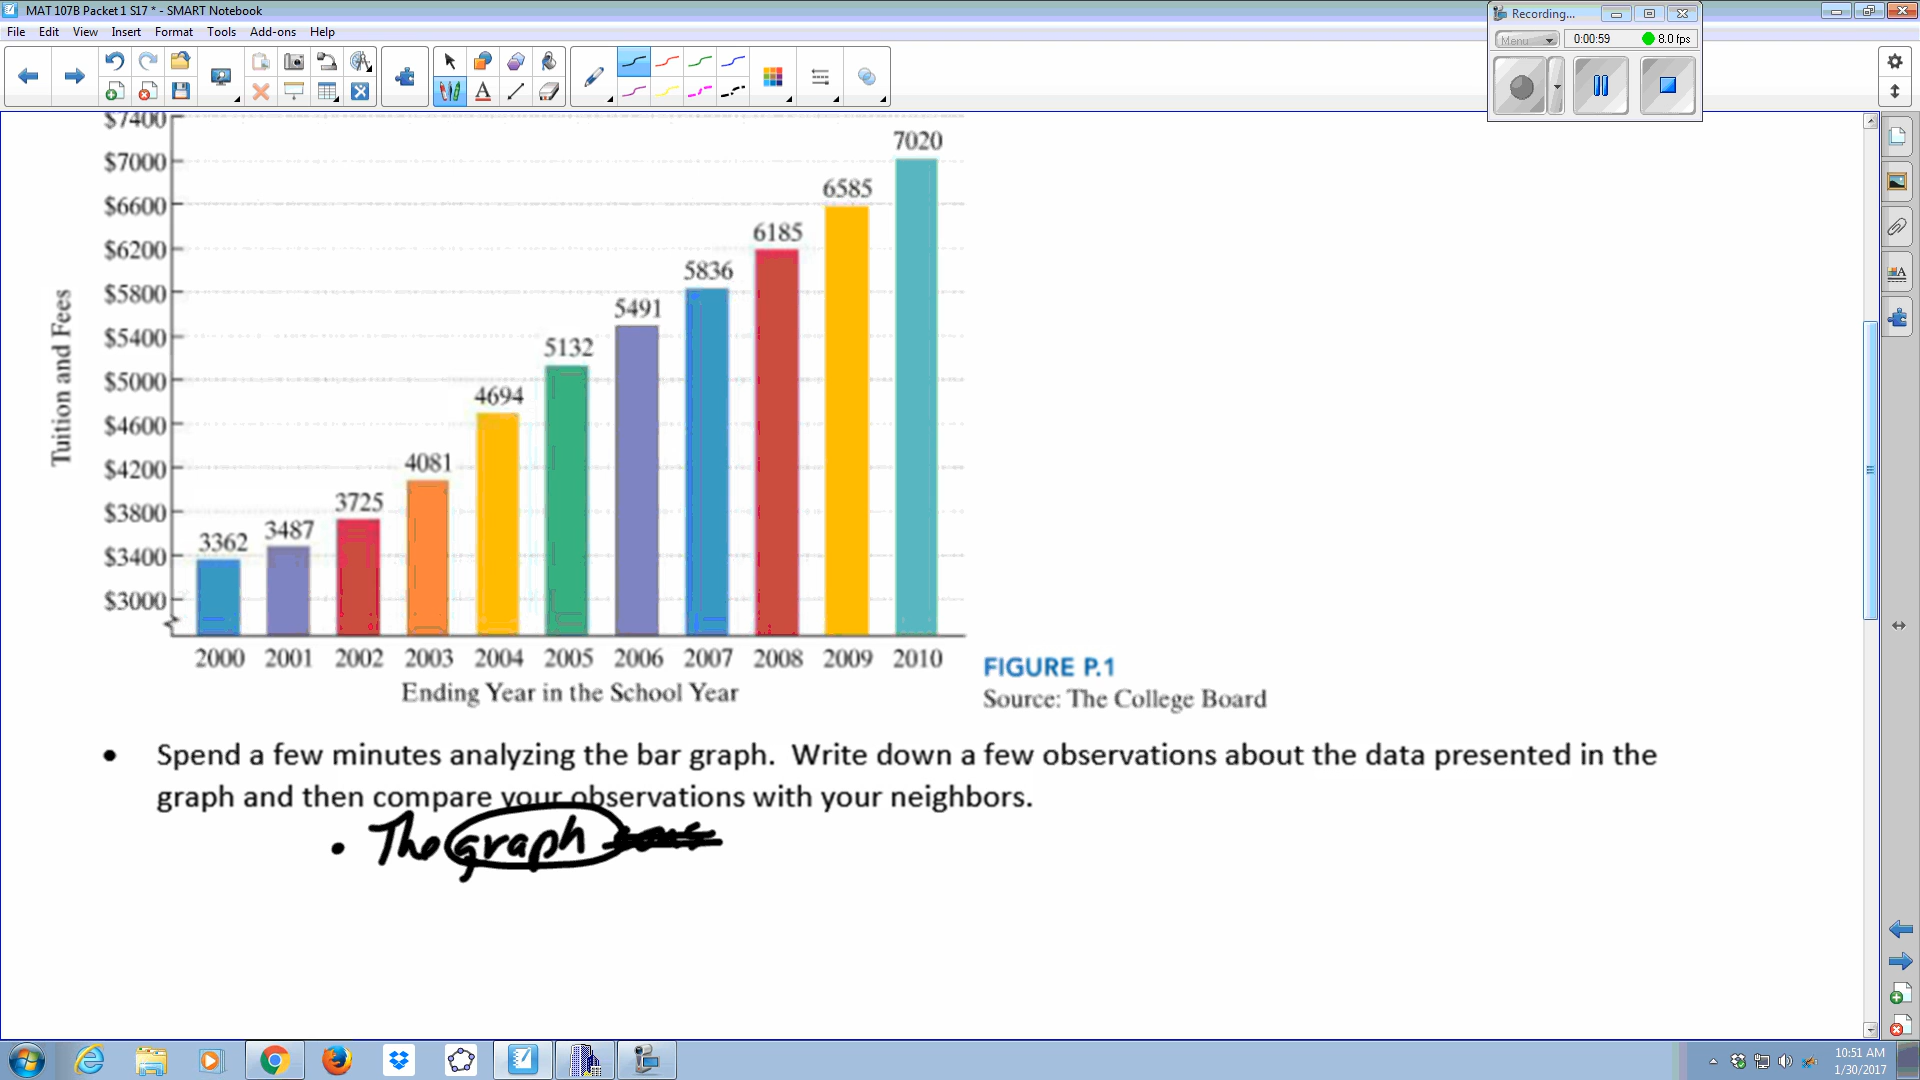 MAT 107B Packet 1 S17 * - SMART Notebook
File Edit View Insert Format Tools Add-ons Help
Recording...
Menu 0:00:59 8.0 fps
$7400
$7000
$6600
$6200
$5800
$5400
$5000
$4600
$4200
$3800
$3400
$3000
Tuition and Fees
3362 3487 3725 4081 4694 5132 5491 5836 6185 6585 7020
2000 2001 2002 2003 2004 2005 2006 2007 2008 2009 2010
Ending Year in the School Year
FIGURE P.1
Source: The College Board
• Spend a few minutes analyzing the bar graph. Write down a few observations about the data presented in the
graph and then compare your observations with your neighbors.
• The graph
10:51 AM
1/30/2017